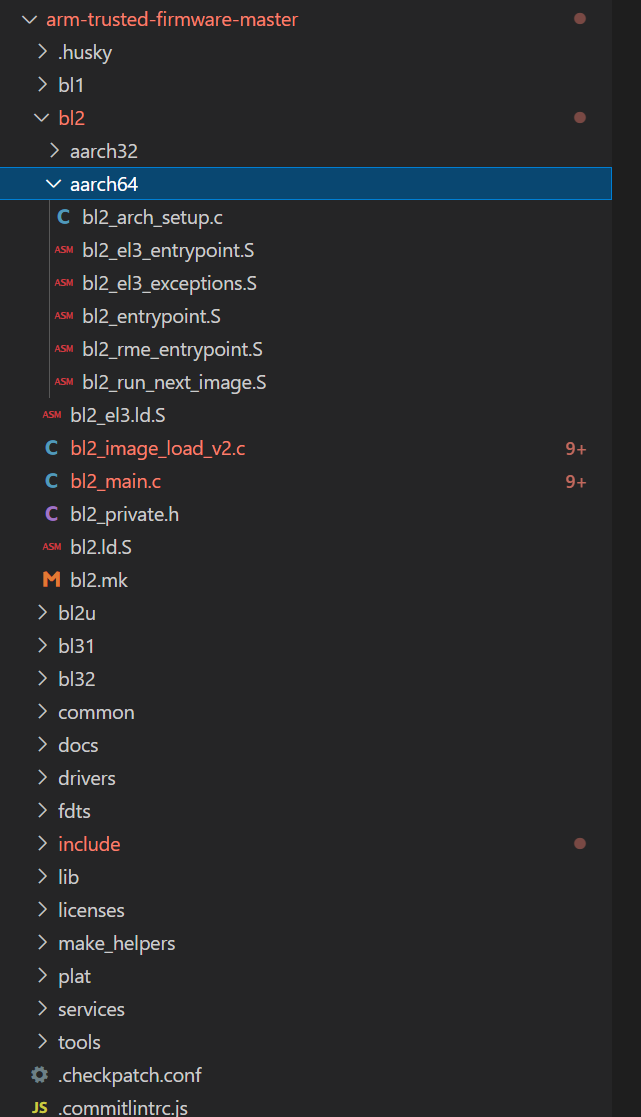 arm-trusted-firmware-master
.husky
bl1
bl2
aarch32
aarch64
C bl2_arch_setup.c
ASM bl2_el3_entrypoint.S
ASM bl2_el3_exceptions.S
ASM bl2_entrypoint.S
ASM bl2_rme_entrypoint.S
ASM bl2_run_next_image.S
ASM bl2_el3.ld.S
C bl2_image_load_v2.c 9+
C bl2_main.c 9+
C bl2_private.h
ASM bl2.ld.S
M bl2.mk
bl2u
bl31
bl32
common
docs
drivers
fdts
include
lib
licenses
make_helpers
plat
services
tools
.checkpatch.conf
JS .commitlintrc.js